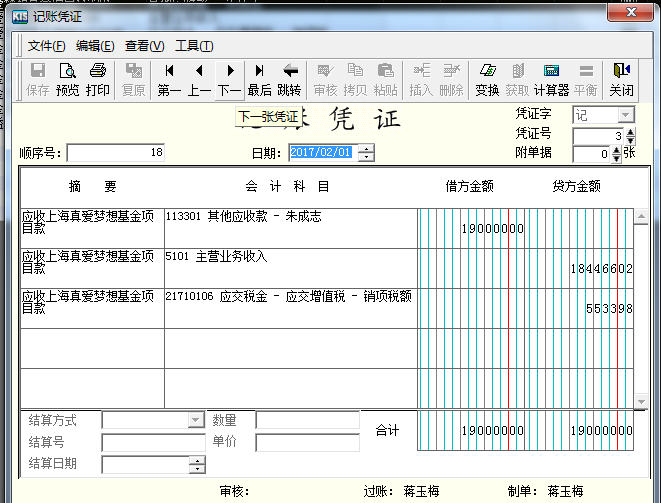 KIS 记账凭证
文件(F) 编辑(E) 查看(V) 工具(T)
保存 预览 打印 复原 第一 上一 下一 最后 跳转 审核 拷贝 粘贴 插入 删除 变换 获取 计算器 平衡 关闭
下一张凭证
账 凭 证
凭证字 记
凭证号 3
附单据 0 张
顺序号: 18
日期: 2017/02/01
摘 要 会 计 科 目 借方金额 贷方金额
应收上海真爱梦想基金项目款 113301 其他应收款 - 朱成志 19000000
应收上海真爱梦想基金项目款 5101 主营业务收入 18446602
应收上海真爱梦想基金项目款 21710106 应交税金 - 应交增值税 - 销项税额 553398
结算方式 数量
结算号 单价
结算日期
合计 19000000 19000000
审核: 过账: 蒋玉梅 制单: 蒋玉梅